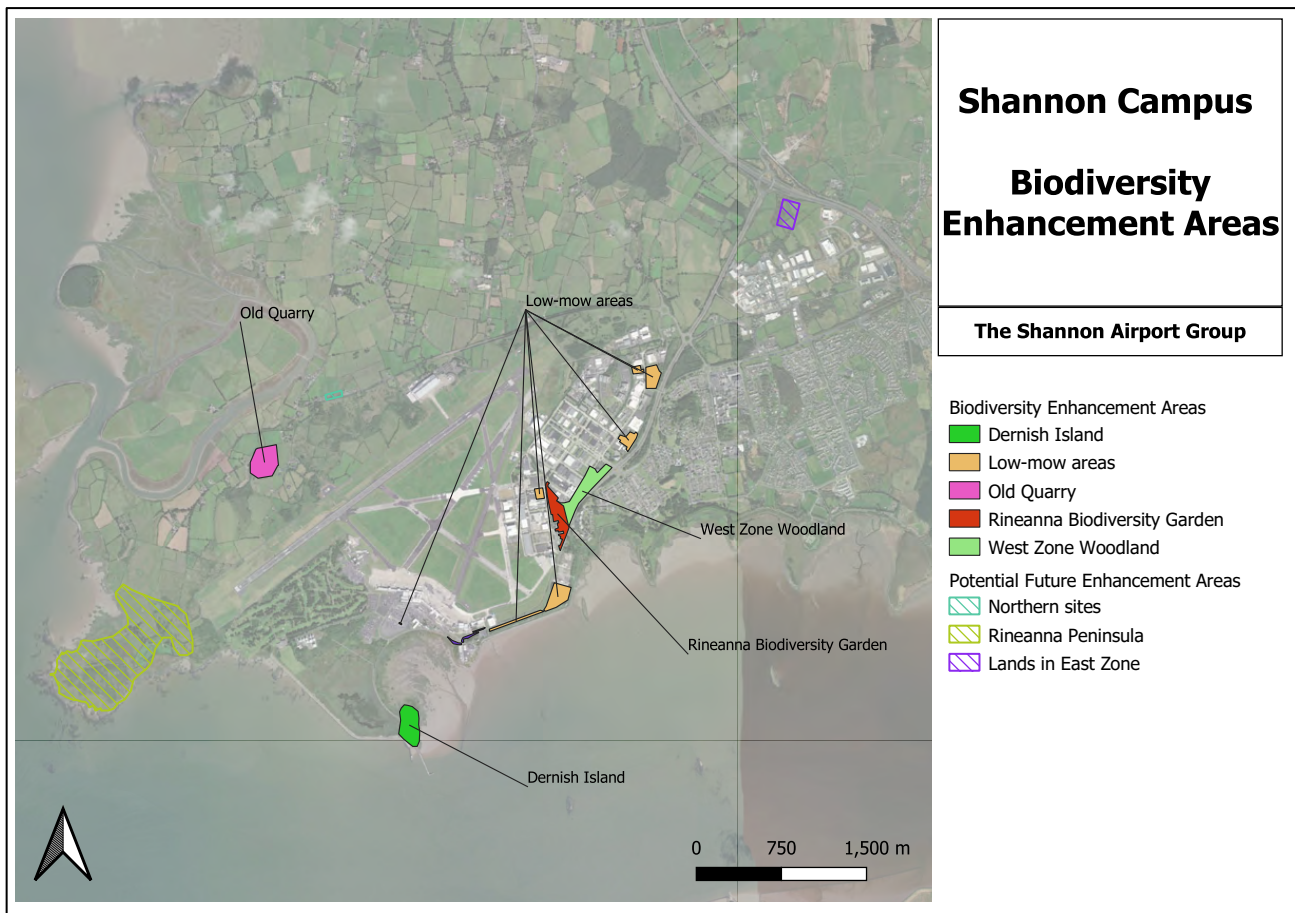 Shannon Campus
Biodiversity
Enhancement Areas
The Shannon Airport Group
Biodiversity Enhancement Areas
Dernish Island
Low-mow areas
Old Quarry
Rineanna Biodiversity Garden
West Zone Woodland
Potential Future Enhancement Areas
Northern sites
Rineanna Peninsula
Lands in East Zone
Low-mow areas
Old Quarry
West Zone Woodland
Rineanna Biodiversity Garden
Dernish Island
0 750 1,500 m